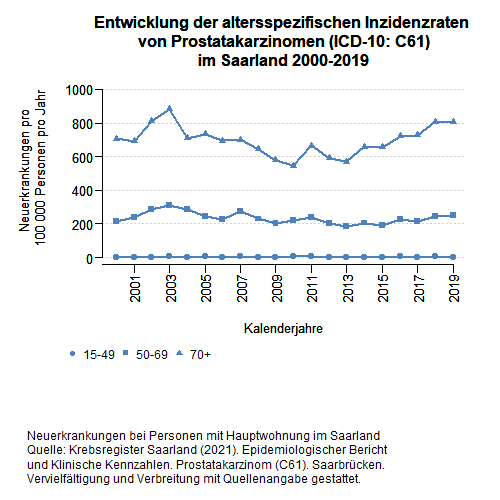 Entwicklung der altersspezifischen Inzidenzraten
von Prostatakarzinomen (ICD-10: C61)
im Saarland 2000-2019
Neuerkrankungen pro
100 000 Personen pro Jahr
1000
800
600
400
200
0
2001
2003
2005
2007
2009
2011
2013
2015
2017
2019
Kalenderjahre
15-49
50-69
70+
Neuerkrankungen bei Personen mit Hauptwohnung im Saarland
Quelle: Krebsregister Saarland (2021). Epidemiologischer Bericht
und Klinische Kennzahlen. Prostatakarzinom (C61). Saarbrücken.
Vervielfältigung und Verbreitung mit Quellenangabe gestattet.